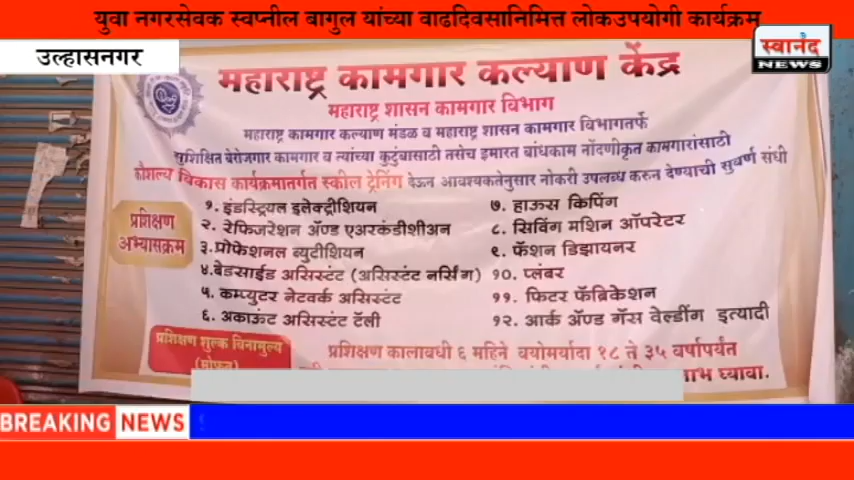 युवा नगरसेवक स्वप्नील बागुल यांच्या वाढदिवसानिमित्त लोकउपयोगी कार्यक्रम
उल्हासनगर
स्वानंद
NEWS
महाराष्ट्र कामगार कल्याण केंद्र
महाराष्ट्र शासन कामगार विभाग
महाराष्ट्र कामगार कल्याण मंडळ व महाराष्ट्र शासन कामगार विभागतर्फे
सुशिक्षित बेरोजगार कामगार व त्यांच्या कुटुंबासाठी तसेच इमारत बांधकाम नोंदणीकृत कामगारांसाठी
कौशल्य विकास कार्यक्रमातर्गत स्कील ट्रेनिंग देऊन आवश्यकतेनुसार नोकरी उपलब्ध करुन देण्याची सुवर्ण संधी
प्रशिक्षण
अभ्यासक्रम
१. इंडस्ट्रियल इलेक्ट्रीशियन
२. रेफिजरेशन ॲण्ड एअरकंडीशीअन
३. प्रोफेशनल ब्युटीशियन
४. बेडसाईड असिस्टंट (असिस्टंट नर्सिंग)
५. कम्प्युटर नेटवर्क असिस्टंट
६. अकाऊंट असिस्टंट टॅली
७. हाऊस किपिंग
८. सिविंग मशिन ऑपरेटर
९. फॅशन डिझायनर
१०. प्लंबर
११. फिटर फॅब्रिकेशन
१२. आर्क ॲण्ड गॅस वेल्डींग इत्यादी
प्रशिक्षण शुल्क विनामुल्य
(मोफत)
प्रशिक्षण कालावधी ६ महिने वयोमर्यादा १८ ते ३५ वर्षापर्यंत
लाभ घ्यावा.
BREAKING NEWS